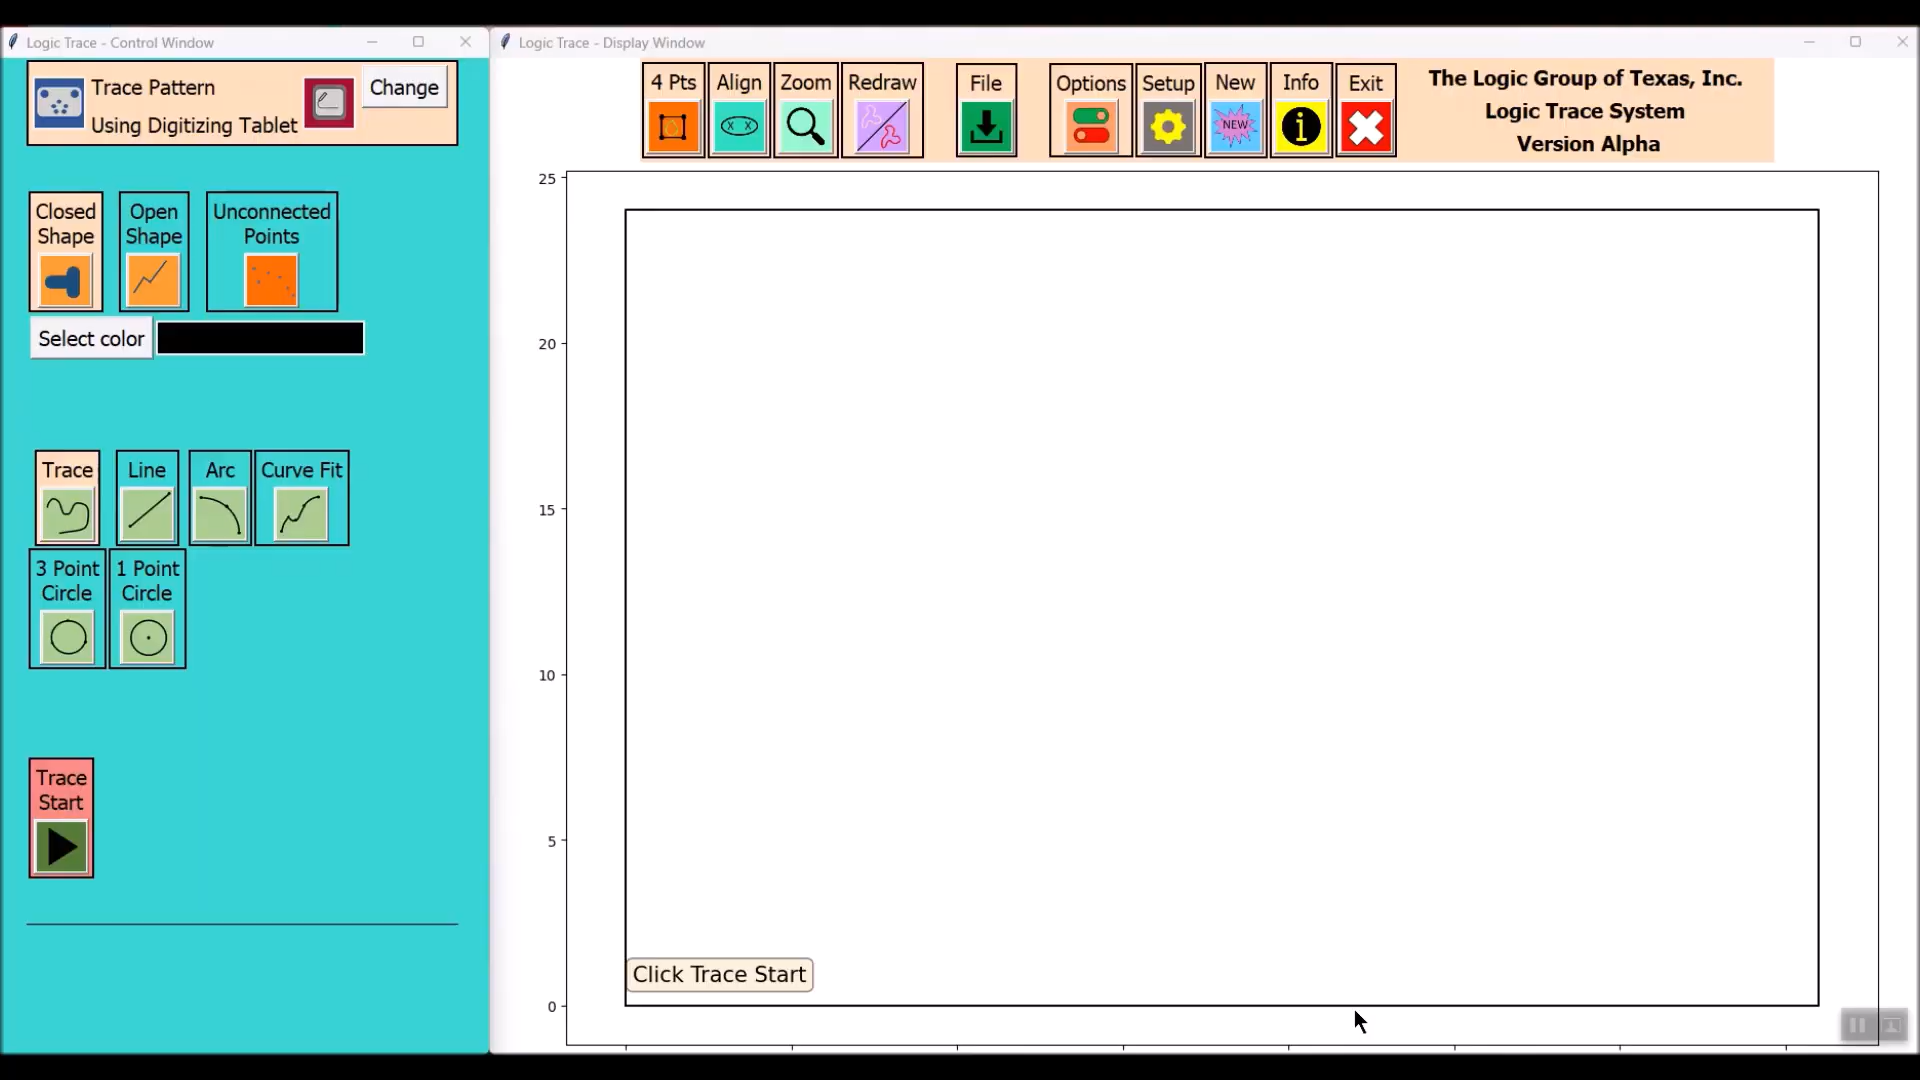 Logic Trace - Control Window
Logic Trace - Display Window
Trace Pattern
Using Digitizing Tablet
Change
4 Pts
Align
Zoom
Redraw
File
Options
Setup
New
Info
Exit
NEW
The Logic Group of Texas, Inc.
Logic Trace System
Version Alpha
Closed
Shape
Open
Shape
Unconnected
Points
Select color
Trace
Line
Arc
Curve Fit
3 Point
Circle
1 Point
Circle
Trace
Start
25
20
15
10
5
0
Click Trace Start